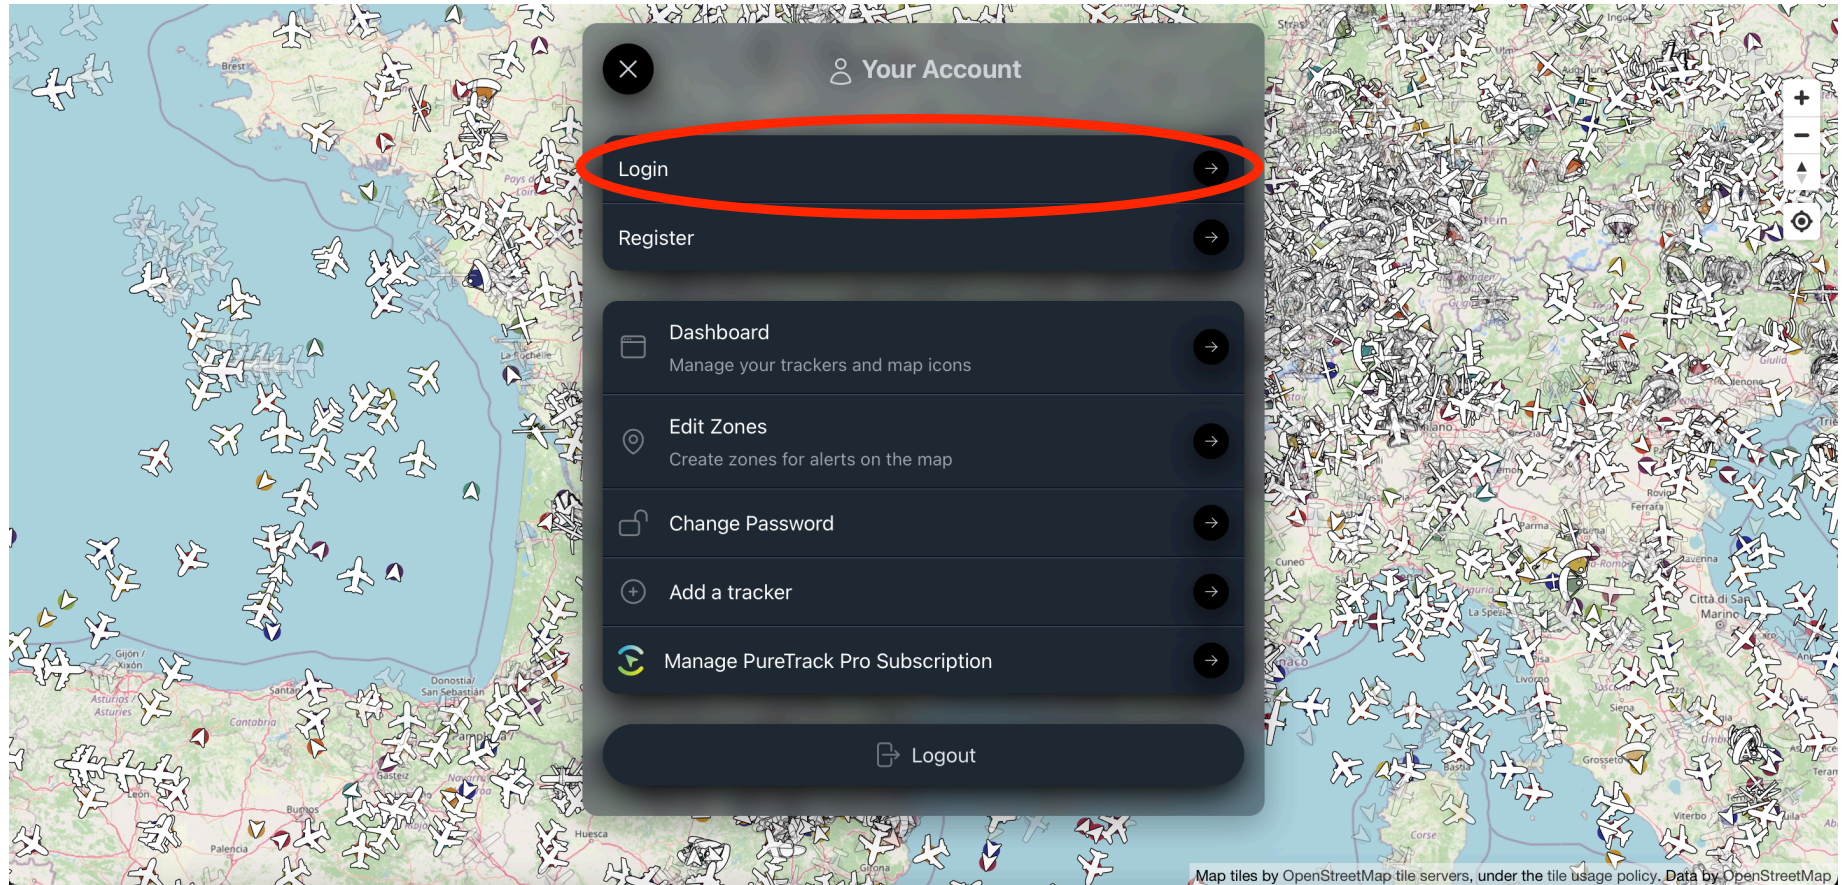 Your Account
Login
Register
Dashboard
Manage your trackers and map icons
Edit Zones
Create zones for alerts on the map
Change Password
Add a tracker
Manage PureTrack Pro Subscription
Logout
Brest
La Rochelle
Gijón /
Xixón
Asturias /
Asturies
Cantabria
Donostia/
San Sebastián
León
Palencia
Huesca
Girona
Milano
Parma
Ferrara
Ravenna
Cuneo
La Spezia
Città di San
Marino
Livorno
Siena
Grosseto
Bastia
Corse
Viterbo
Map tiles by OpenStreetMap tile servers, under the tile usage policy. Data by OpenStreetMap